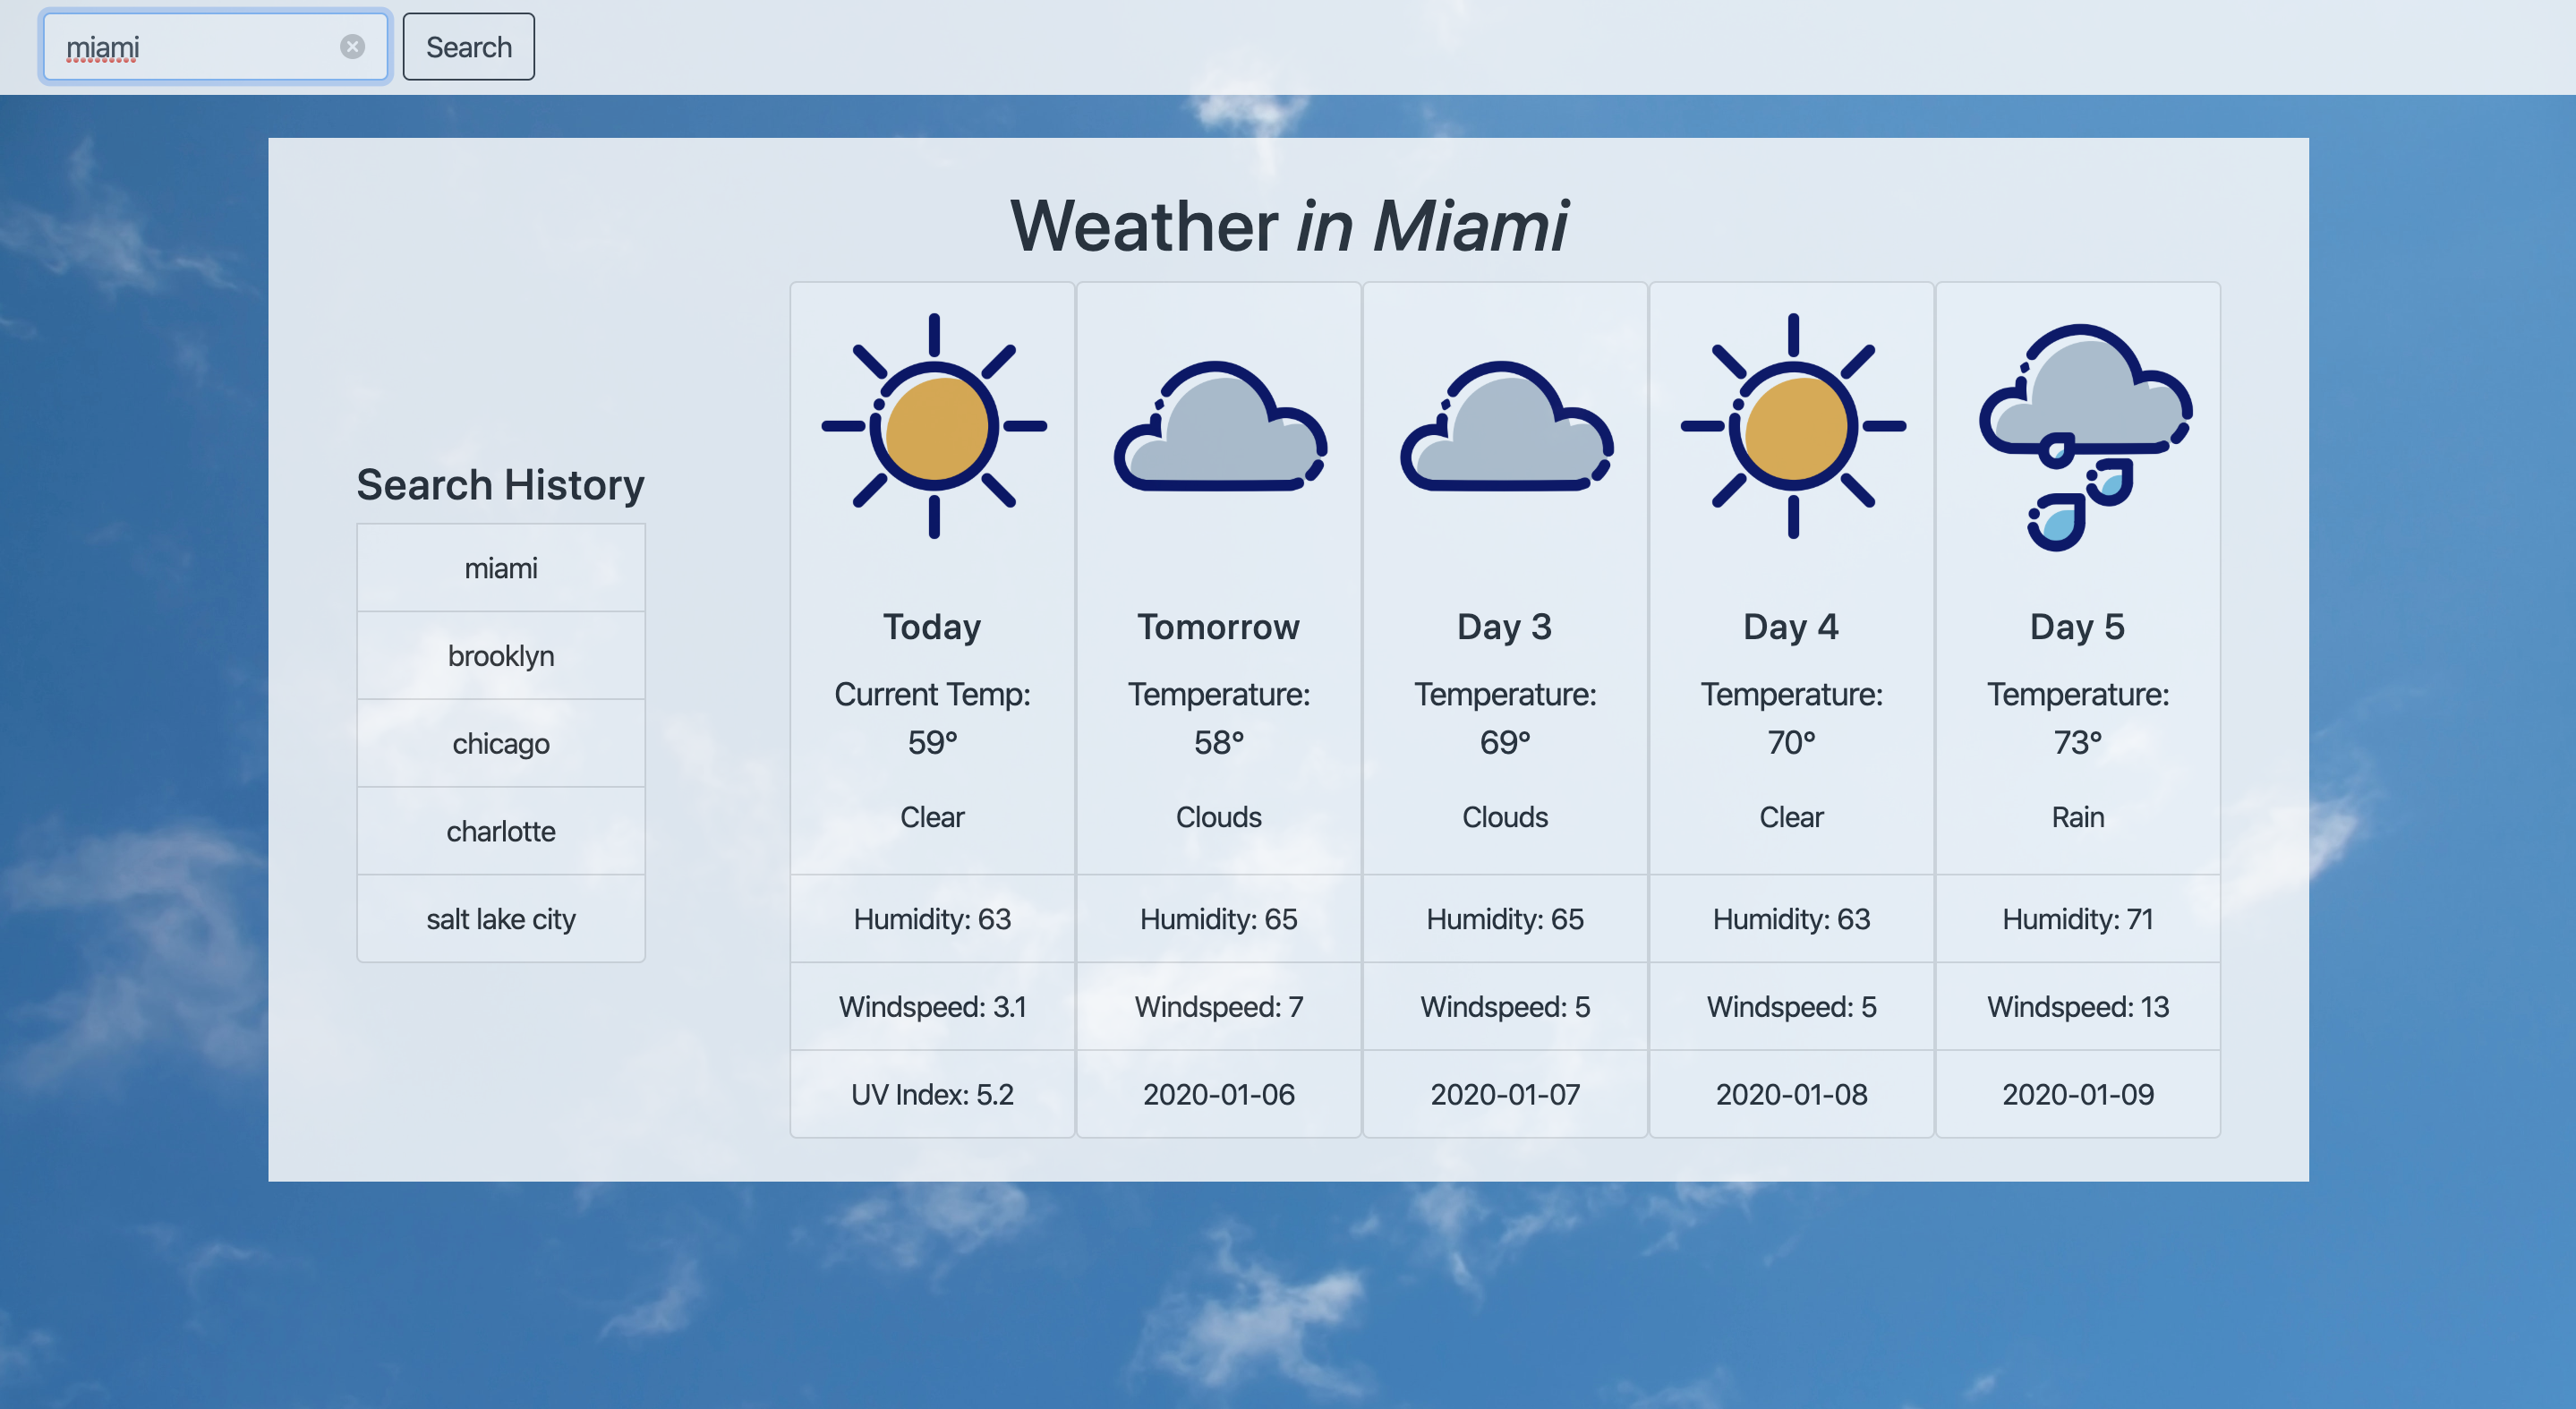 miami
Search
Weather in Miami
Search History
miami
brooklyn
chicago
charlotte
salt lake city
Today
Current Temp:
59°
Clear
Humidity: 63
Windspeed: 3.1
UV Index: 5.2
Tomorrow
Temperature:
58°
Clouds
Humidity: 65
Windspeed: 7
2020-01-06
Day 3
Temperature:
69°
Clouds
Humidity: 65
Windspeed: 5
2020-01-07
Day 4
Temperature:
70°
Clear
Humidity: 63
Windspeed: 5
2020-01-08
Day 5
Temperature:
73°
Rain
Humidity: 71
Windspeed: 13
2020-01-09